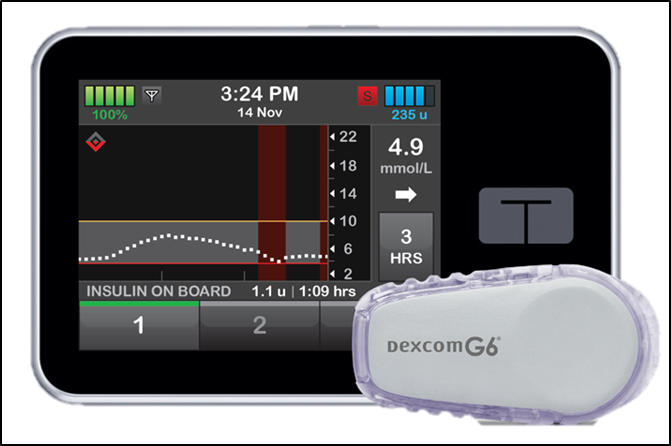 3:24 PM
S
100%
14 Nov
235 u
22
4.9
mmol/L
18
14
10
3
HRS
6
2
INSULIN ON BOARD 1.1 u | 1:09 hrs
1
2
DEXCOM G6®